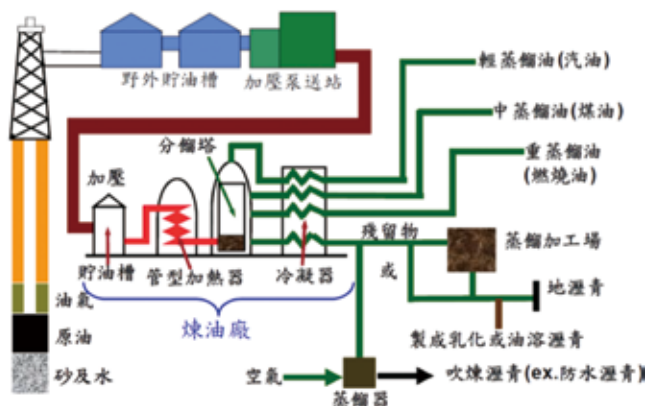 野外貯油槽
加壓泵送站
輕蒸餾油(汽油)
中蒸餾油(煤油)
重蒸餾油
(燃燒油)
分餾塔
加壓
貯油槽
管型加熱器
冷凝器
煉油廠
殘留物
或
蒸餾加工場
地瀝青
製成乳化或油溶瀝青
油氣
原油
砂及水
空氣
蒸餾器
吹煉瀝青(ex.防水瀝青)